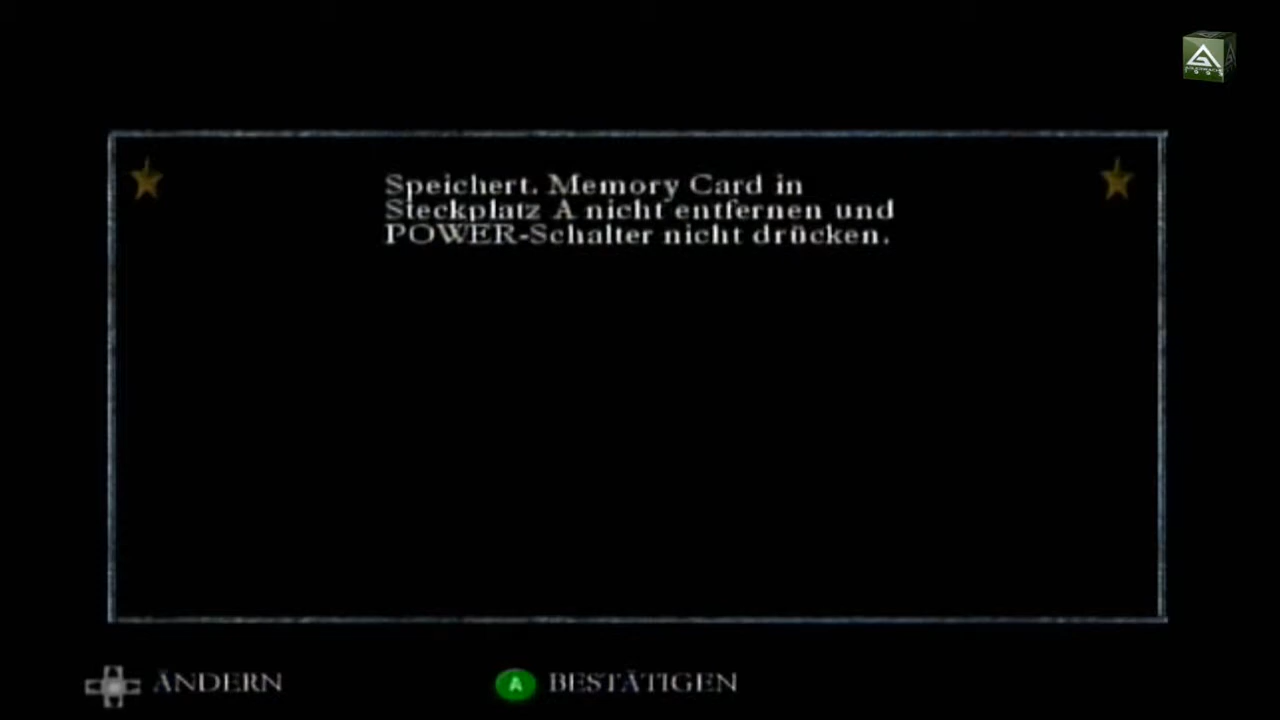 Speichert. Memory Card in
Steckplatz A nicht entfernen und
POWER-Schalter nicht drücken.
ÄNDERN
A BESTÄTIGEN